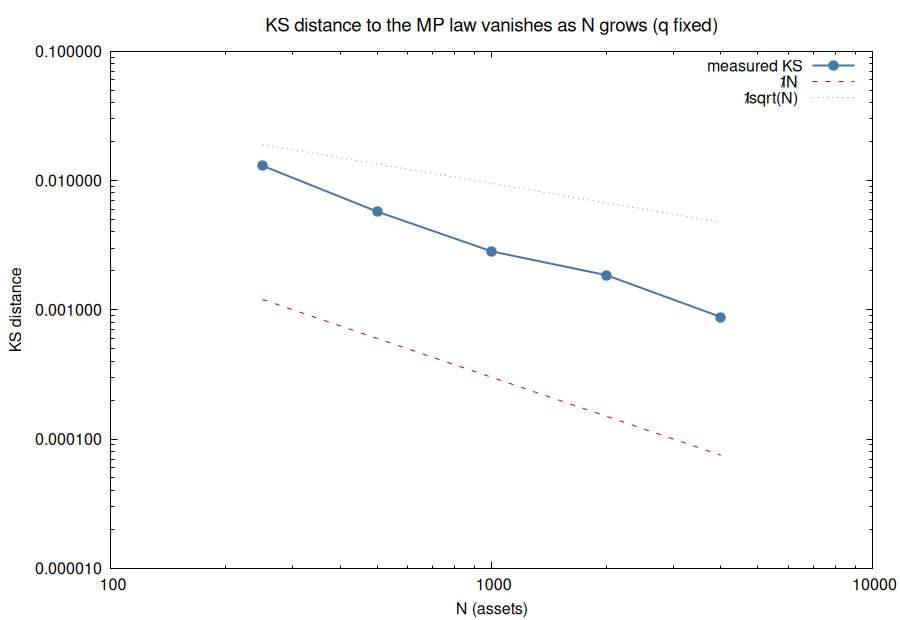 KS distance to the MP law vanishes as N grows (q fixed)
0.100000
measured KS
1/N
1/sqrt(N)
0.010000
0.001000
KS distance
0.000100
0.000010
100
1000
10000
N (assets)